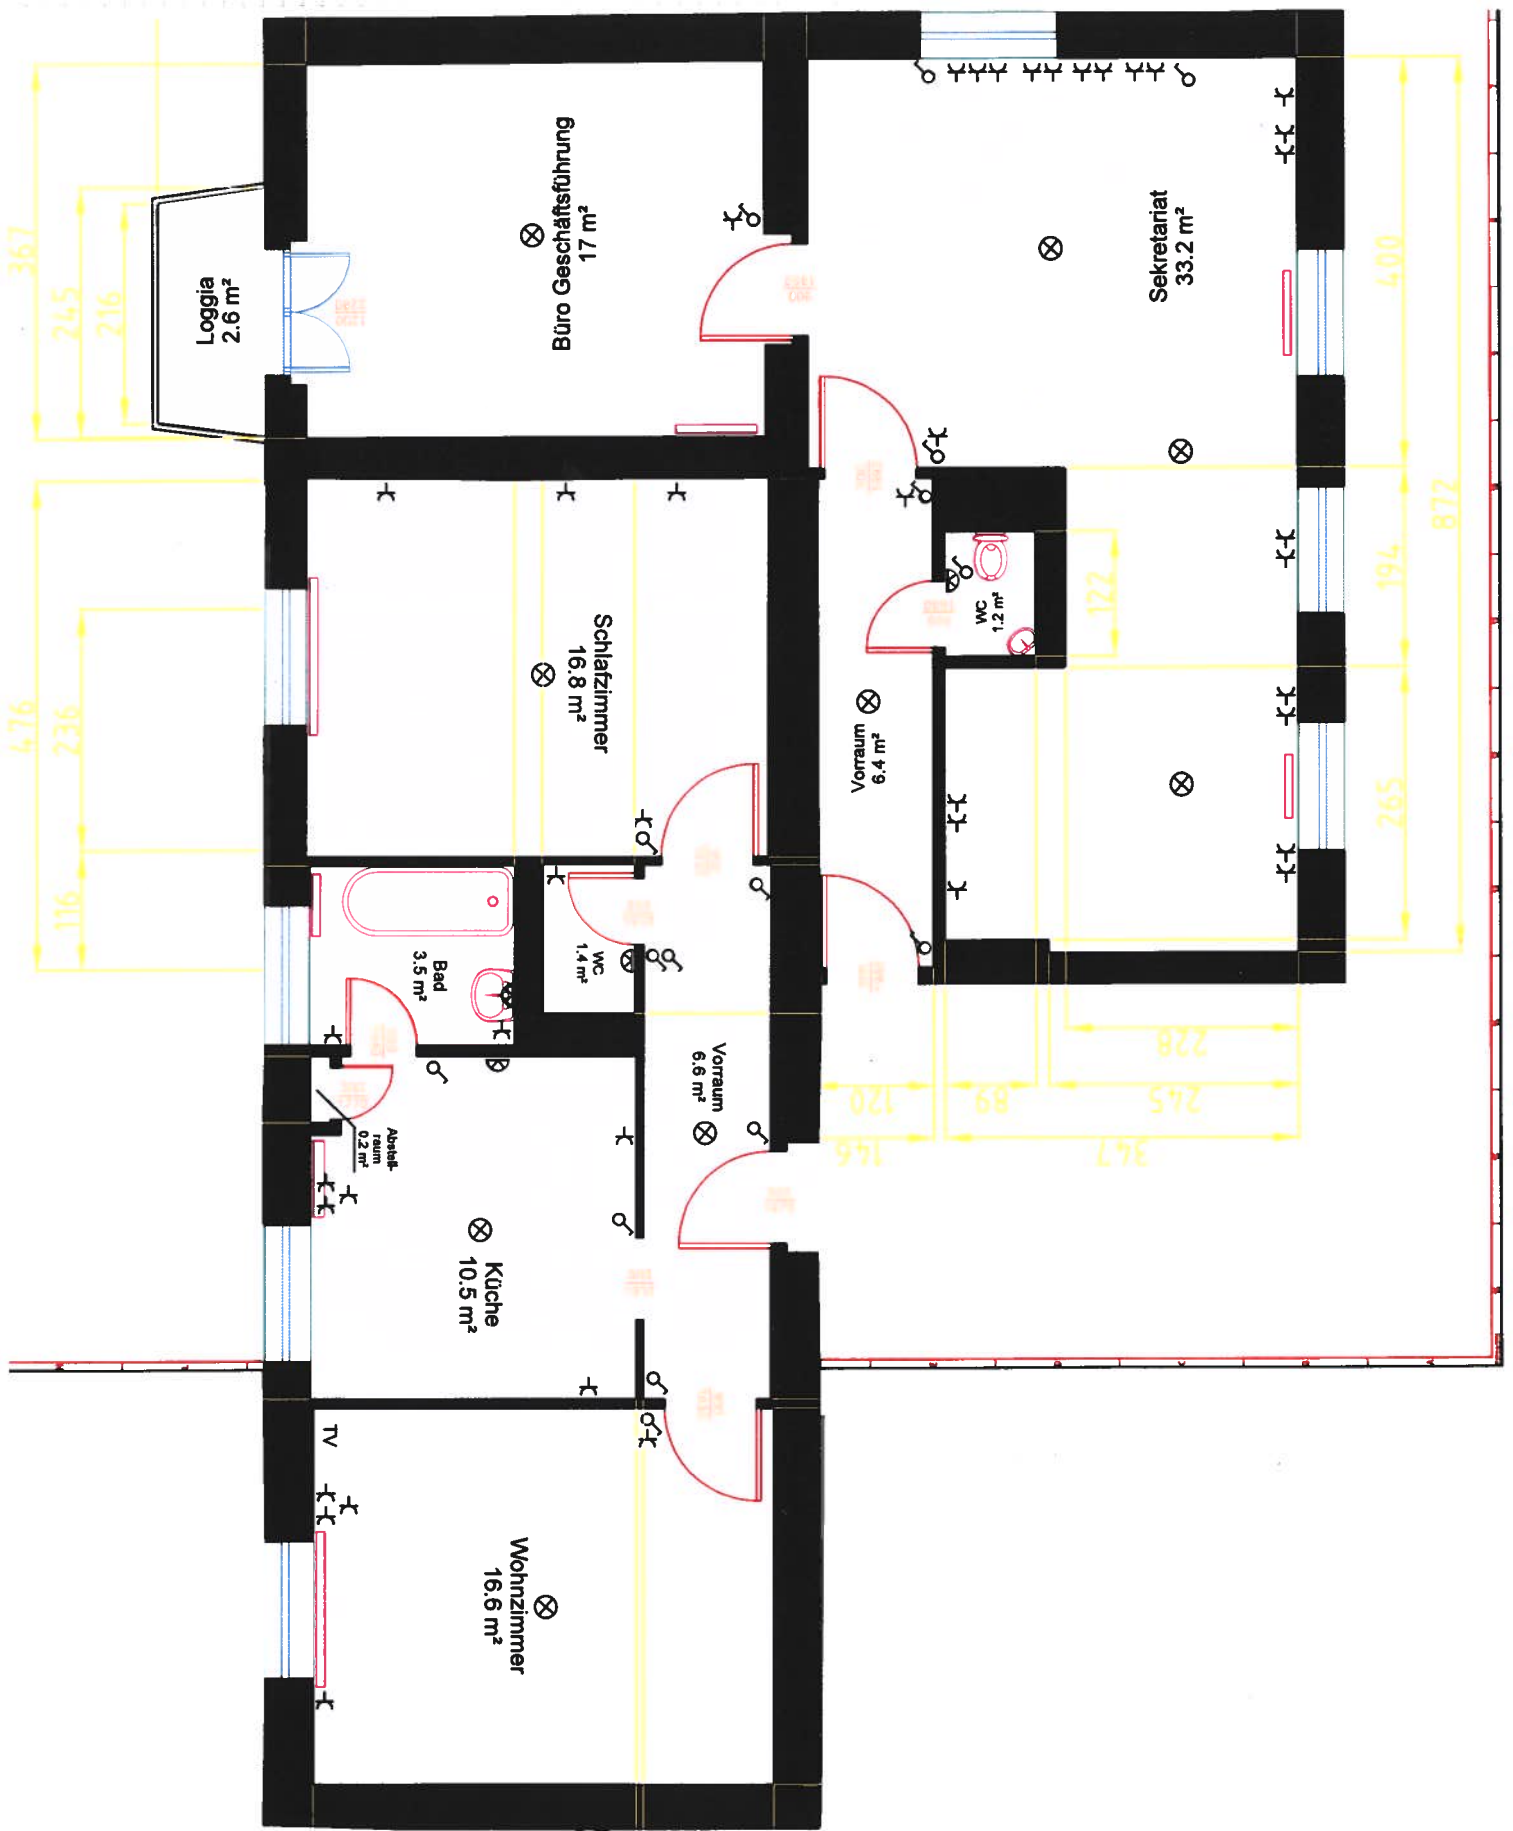 Sekretariat
33.2 m²
Büro Geschäftsführung
17 m²
Loggia
2.6 m²
WC
1.2 m²
Vorraum
6.4 m²
Schlafzimmer
16.8 m²
WC
1.4 m²
Bad
3.5 m²
Vorraum
6.6 m²
Abstell-
raum
0.2 m²
Küche
10.5 m²
TV
Wohnzimmer
16.6 m²
367
245
216
476
236
116
400
872
194
122
265
228
120
89
245
146
347